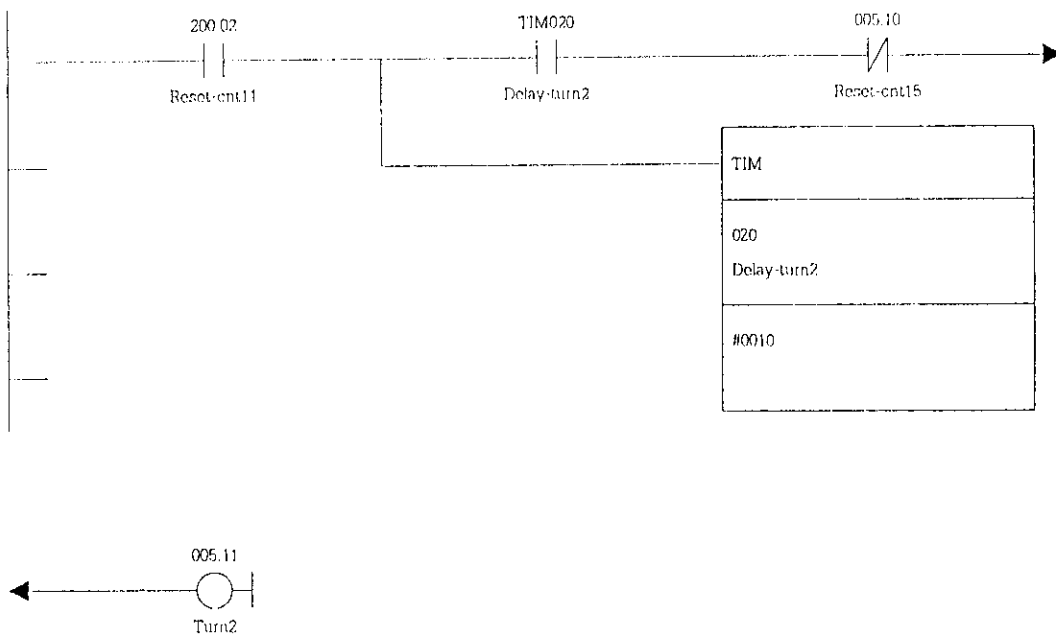 200.02
TIM020
005.10
Reset-cnt11
Delay-turn2
Reset-cnt15
TIM
020
Delay-turn2
#0010
005.11
Turn2